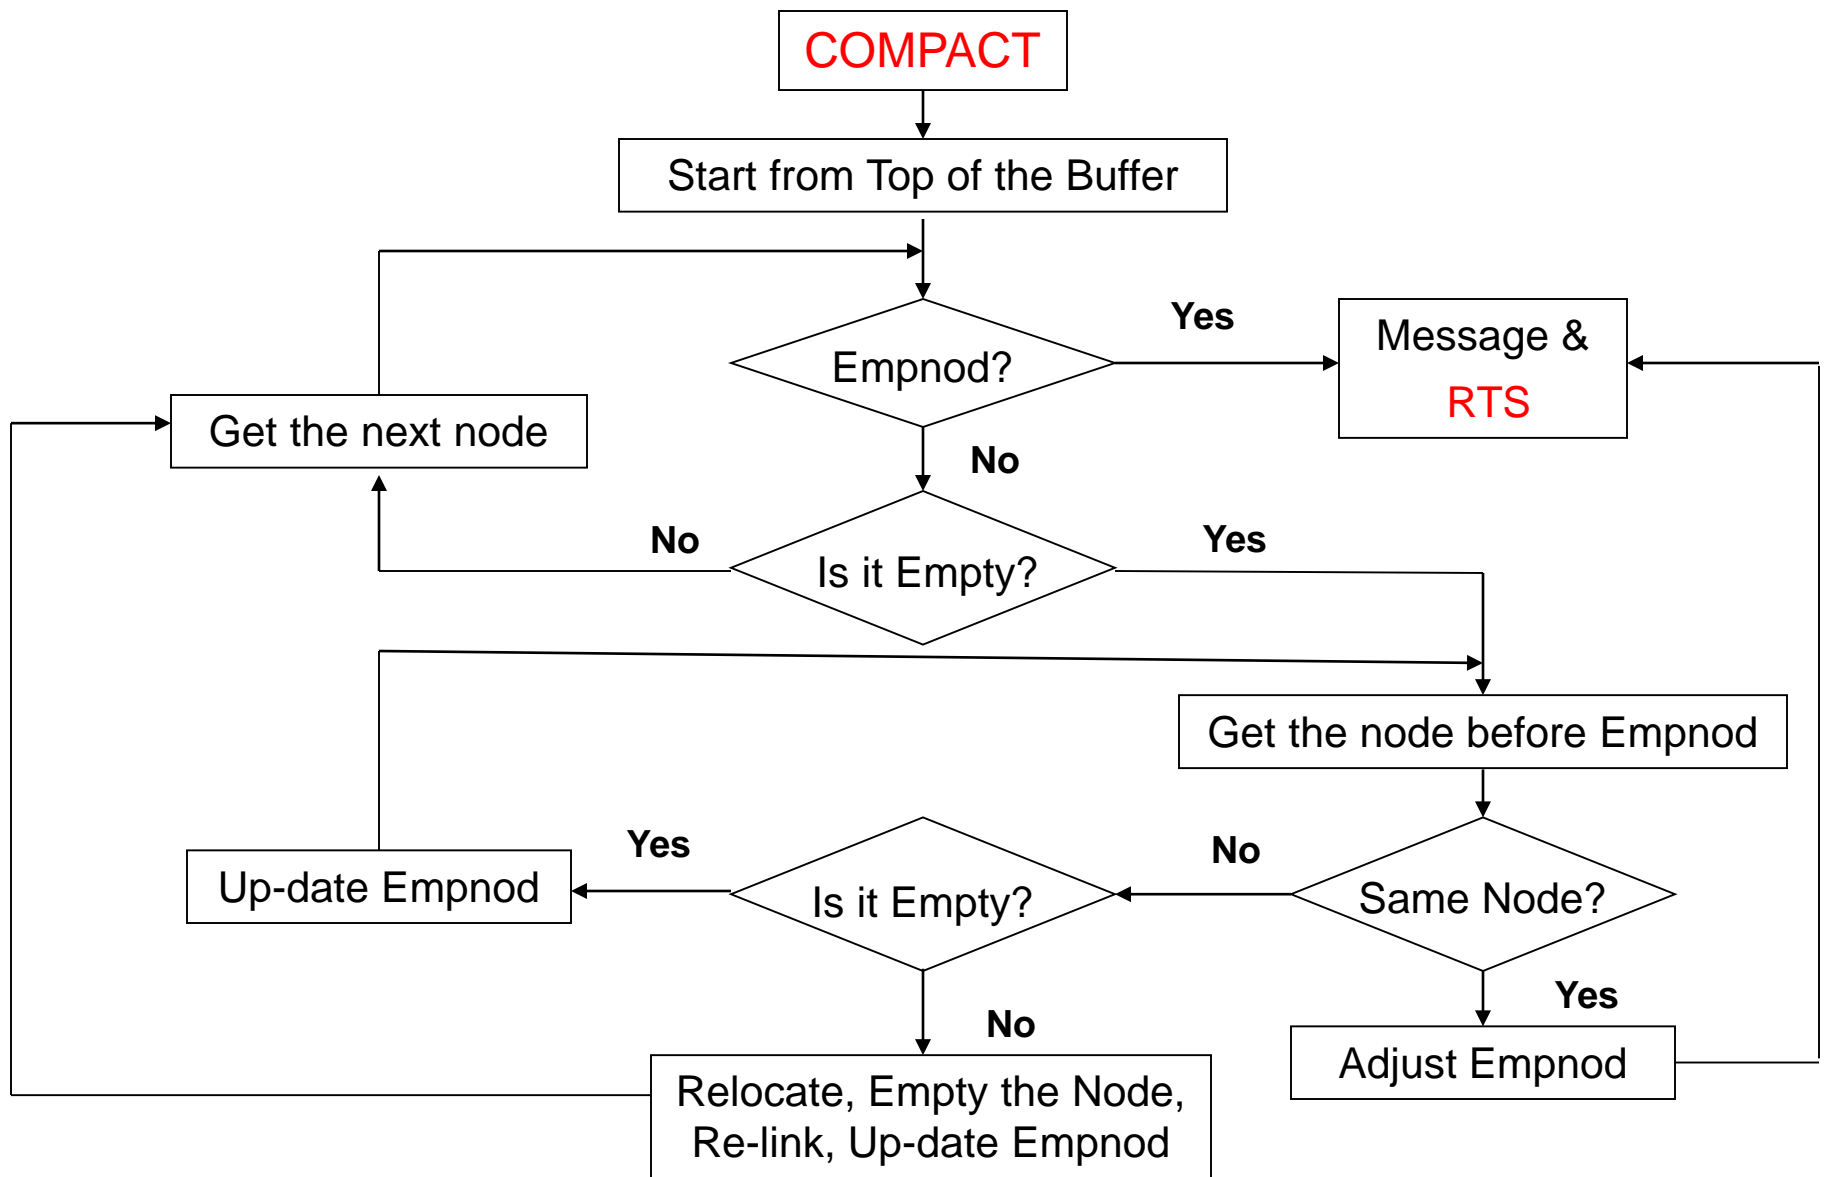 COMPACT
Start from Top of the Buffer
Yes
Empnod?
Message &
RTS
Get the next node
No
No
Yes
Is it Empty?
Get the node before Empnod
Yes
No
Up-date Empnod
Is it Empty?
Same Node?
Yes
No
Adjust Empnod
Relocate, Empty the Node,
Re-link, Up-date Empnod